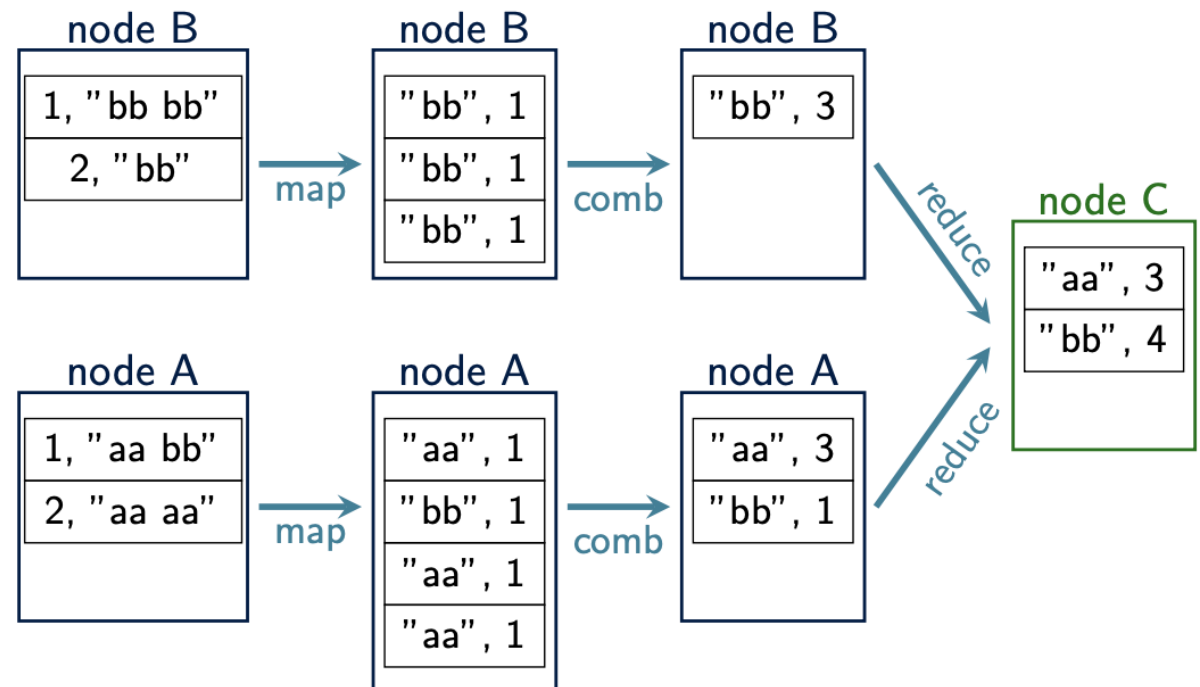 node B
1, ”bb bb”
2, ”bb”
map
node B
”bb”, 1
”bb”, 1
”bb”, 1
comb
node B
”bb”, 3
reduce
node A
1, ”aa bb”
2, ”aa aa”
map
node A
”aa”, 1
”bb”, 1
”aa”, 1
”aa”, 1
comb
node A
”aa”, 3
”bb”, 1
reduce
node C
”aa”, 3
”bb”, 4